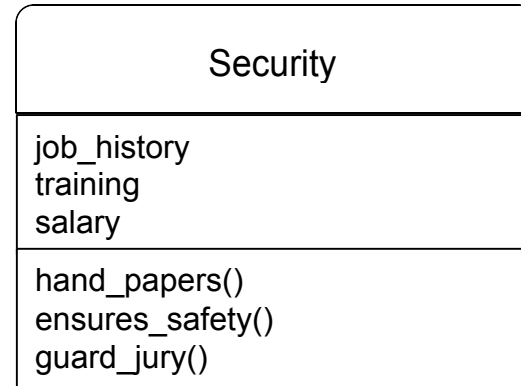 Security
job_history
training
salary
hand_papers()
ensures_safety()
guard_jury()